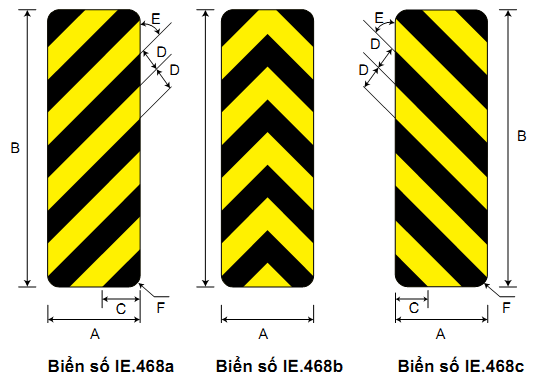 E
D
D
B
C
F
A
Biển số IE.468a
A
Biển số IE.468b
E
D
D
B
C
F
A
Biển số IE.468c